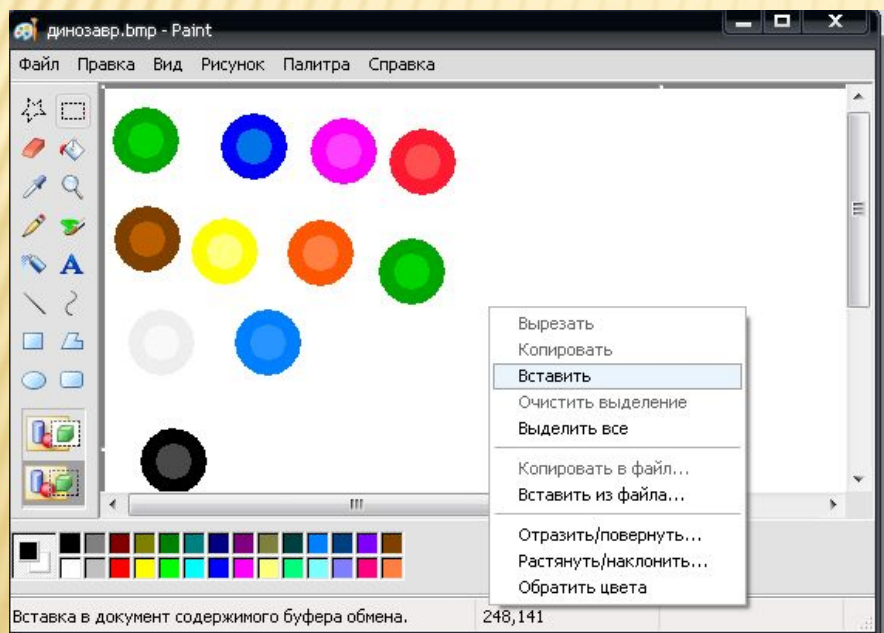 динозавр.bmp - Paint
Файл Правка Вид Рисунок Палитра Справка
A
Вырезать
Копировать
Вставить
Очистить выделение
Выделить все
Копировать в файл...
Вставить из файла...
Отразить/повернуть...
Растянуть/наклонить...
Обратить цвета
Вставка в документ содержимого буфера обмена. 248,141